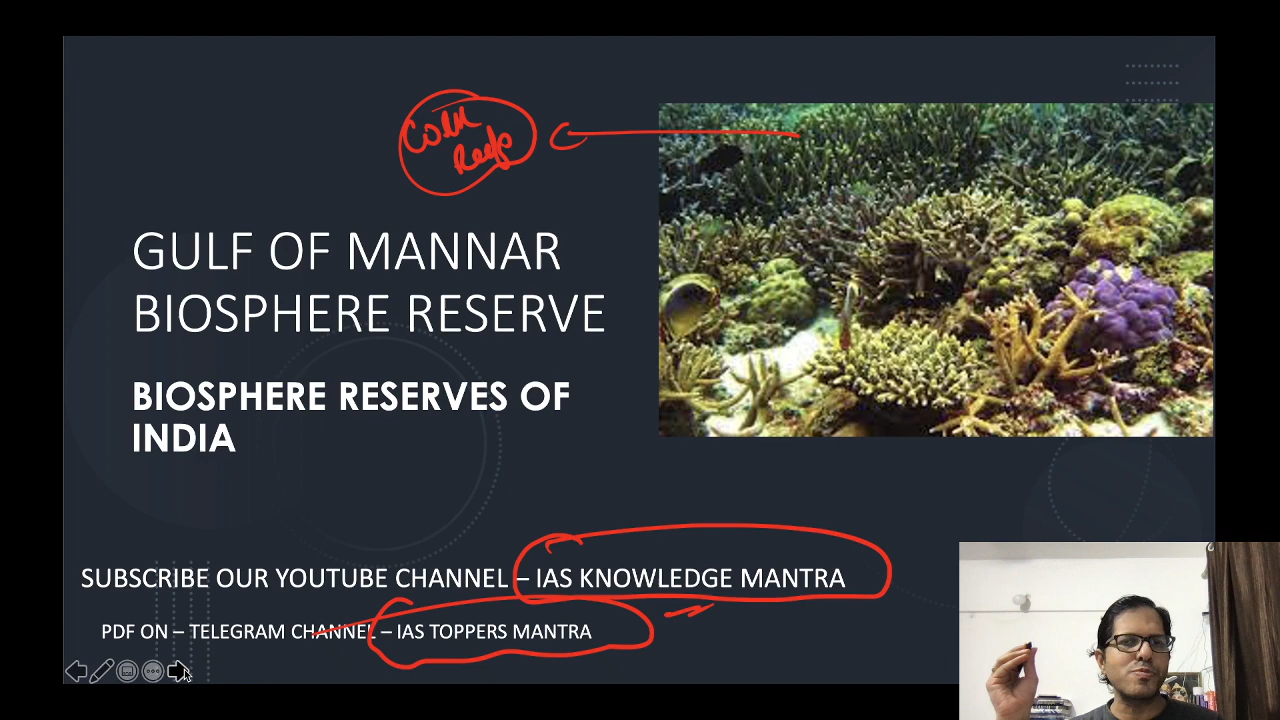 Coral
Reefs
GULF OF MANNAR
BIOSPHERE RESERVE
BIOSPHERE RESERVES OF
INDIA
SUBSCRIBE OUR YOUTUBE CHANNEL – IAS KNOWLEDGE MANTRA
PDF ON – TELEGRAM CHANNEL – IAS TOPPERS MANTRA